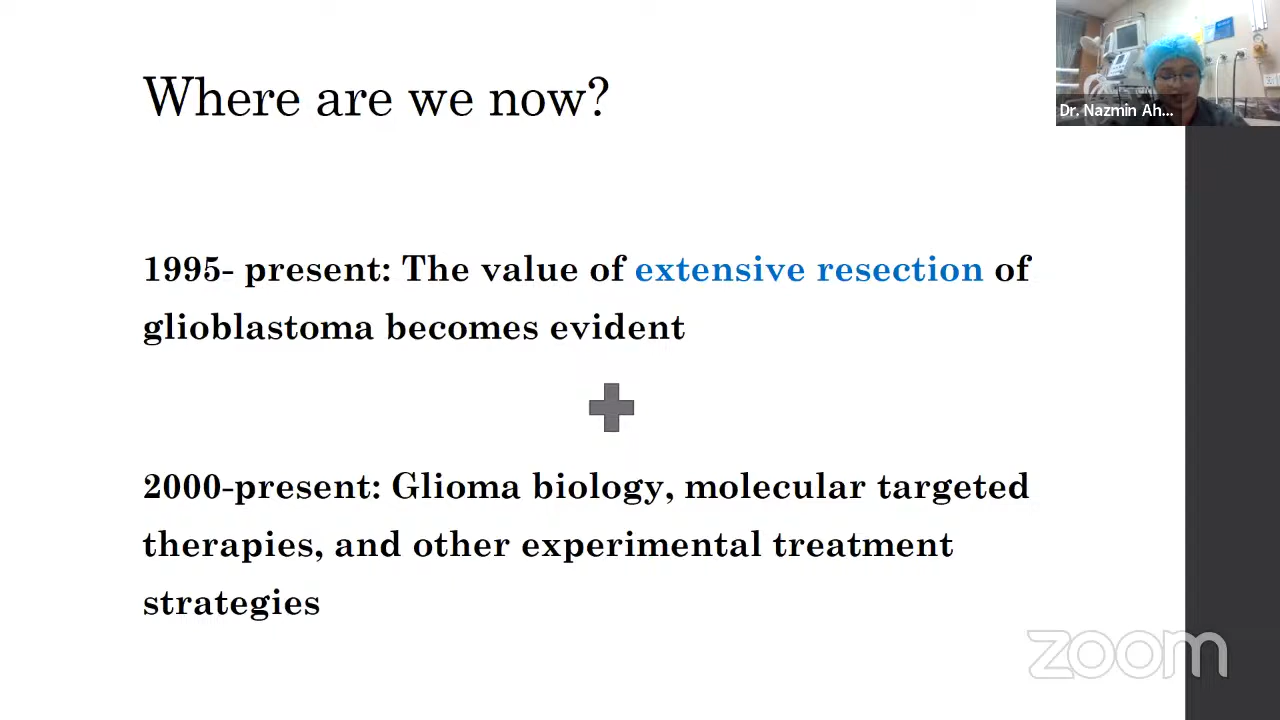 Where are we now?
Dr. Nazmin Ah...
1995- present: The value of extensive resection of
glioblastoma becomes evident
2000-present: Glioma biology, molecular targeted
therapies, and other experimental treatment
strategies
zoom